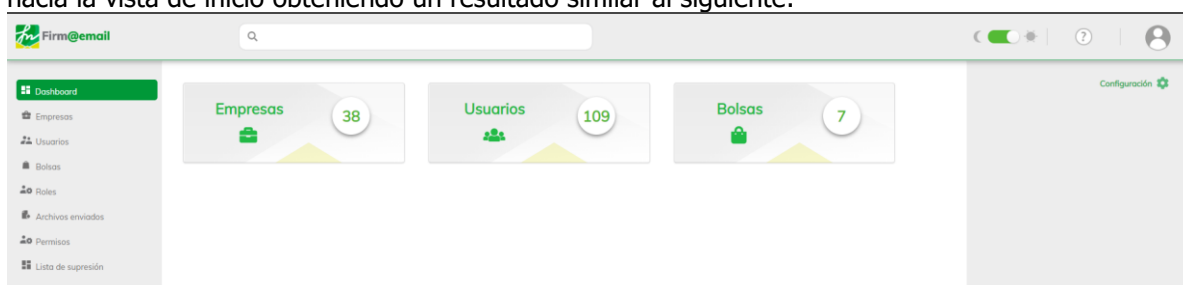 hacia la vista de inicio obteniendo un resultado similar al siguiente:
Firm@email
?
Dashboard
Empresas
Usuarios
Bolsas
Roles
Archivos enviados
Permisos
Lista de supresión
Empresas 38
Usuarios 109
Bolsas 7
Configuración